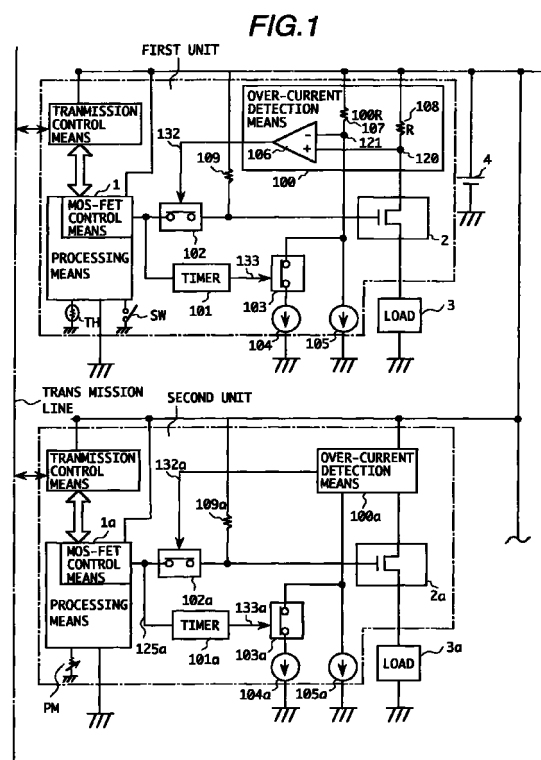 FIG.1
FIRST UNIT
TRANMISSION
CONTROL
MEANS
OVER-CURRENT
DETECTION
MEANS
100R
107
121
108
R
120
132
106
100
109
4
1
MOS-FET
CONTROL
MEANS
PROCESSING
MEANS
102
2
TIMER
101
133
103
TH
SW
104
105
LOAD
3
TRANS MISSION
LINE
SECOND UNIT
TRANMISSION
CONTROL
MEANS
132a
OVER-CURRENT
DETECTION
MEANS
100a
109a
1a
MOS-FET
CONTROL
MEANS
PROCESSING
MEANS
102a
2a
TIMER
101a
133a
103a
125a
PM
104a
105a
LOAD
3a